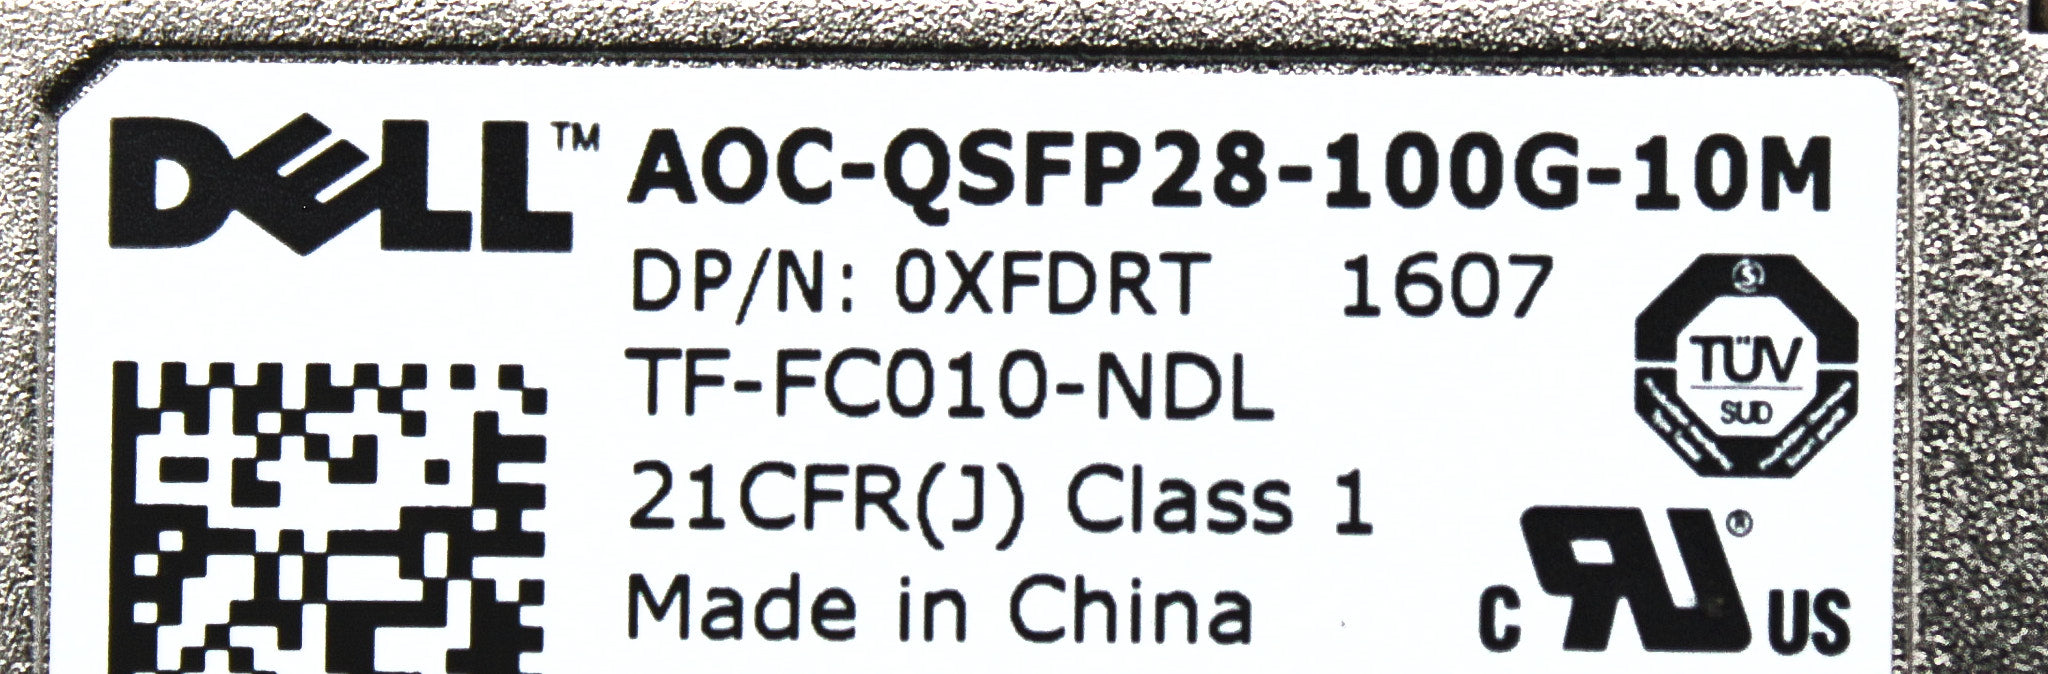 DELL™ AOC-QSFP28-100G-10M
DP/N: 0XFDRT 1607
TF-FC010-NDL
21CFR(J) Class 1
Made in China
S
TÜV
SUD
C RU® US